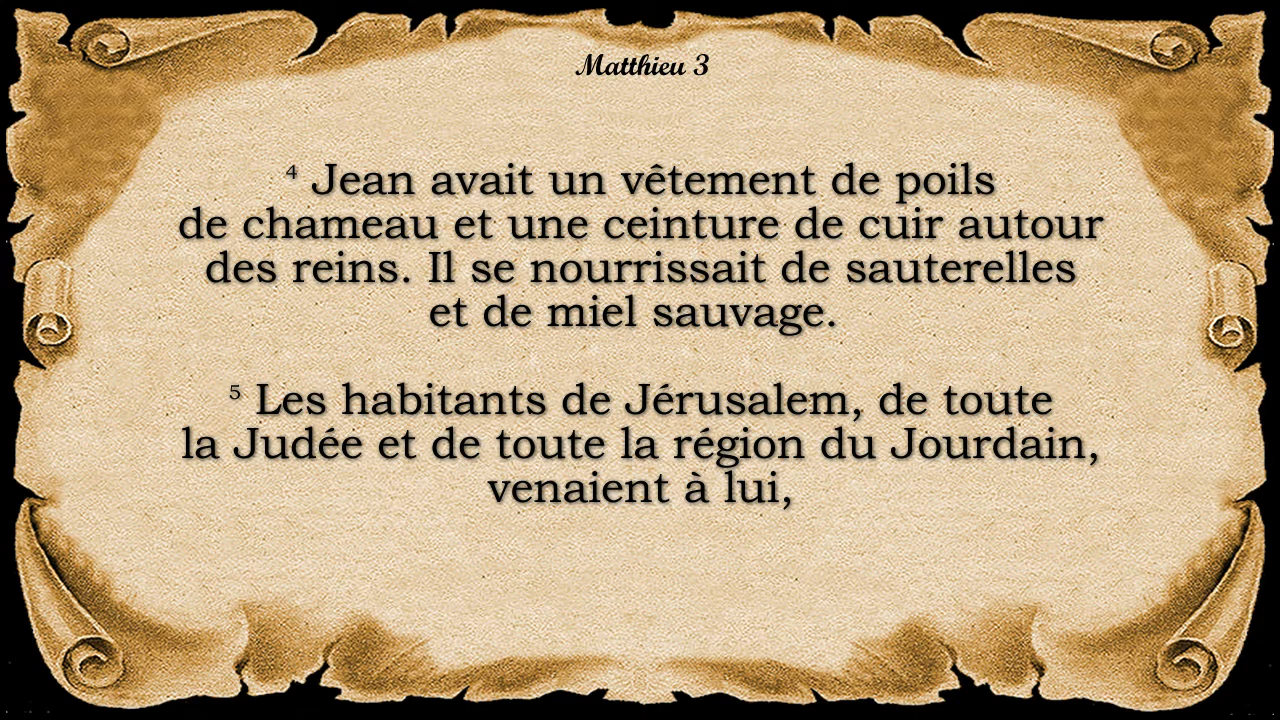 Matthieu 3
⁴ Jean avait un vêtement de poils
de chameau et une ceinture de cuir autour
des reins. Il se nourrissait de sauterelles
et de miel sauvage.
⁵ Les habitants de Jérusalem, de toute
la Judée et de toute la région du Jourdain,
venaient à lui,